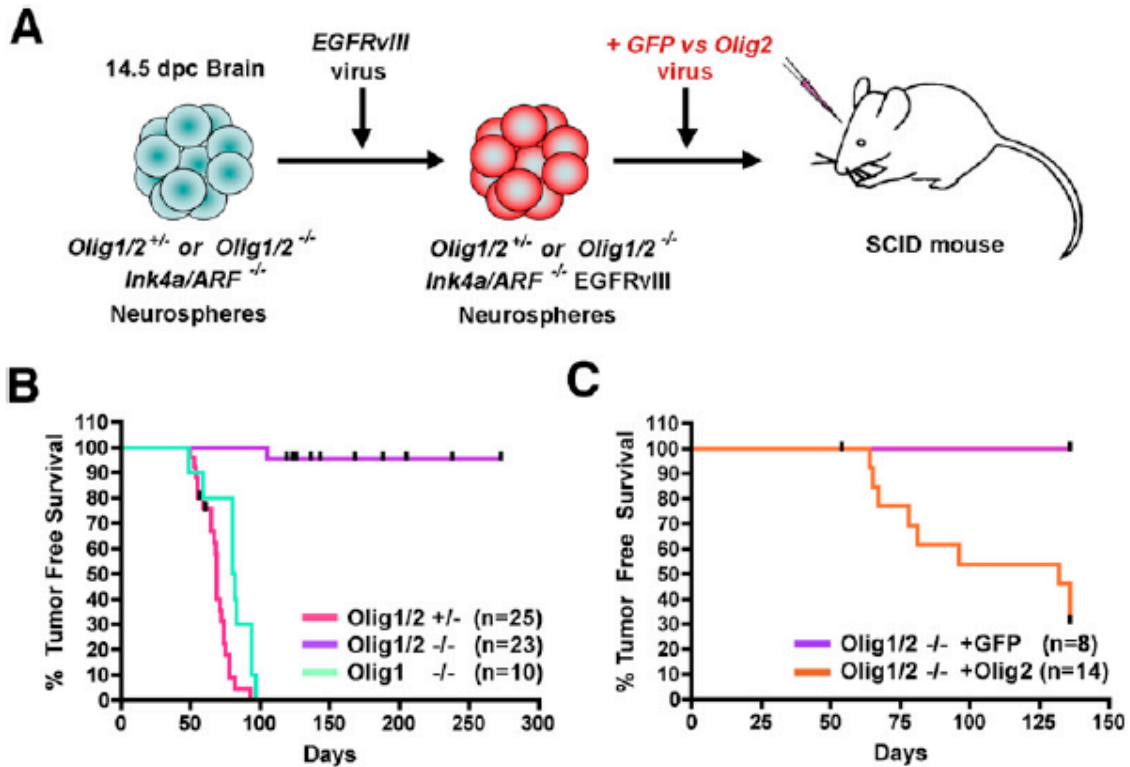 A
14.5 dpc Brain
EGFRvIII
virus
+ GFP vs Olig2
virus
Olig1/2 +/- or Olig1/2 -/-
Ink4a/ARF -/-
Neurospheres
Olig1/2 +/- or Olig1/2 -/-
Ink4a/ARF -/- EGFRvIII
Neurospheres
SCID mouse
B
% Tumor Free Survival
110
100
90
80
70
60
50
40
30
20
10
0
0 50 100 150 200 250 300
Days
Olig1/2 +/- (n=25)
Olig1/2 -/- (n=23)
Olig1 -/- (n=10)
C
% Tumor Free Survival
110
100
90
80
70
60
50
40
30
20
10
0
0 25 50 75 100 125 150
Days
Olig1/2 -/- +GFP (n=8)
Olig1/2 -/- +Olig2 (n=14)